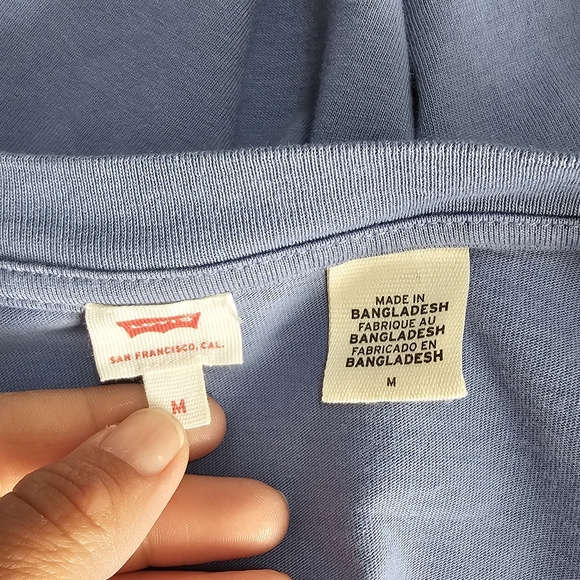 SAN FRANCISCO, CAL.
M
MADE IN
BANGLADESH
FABRIQUE AU
BANGLADESH
FABRICADO EN
BANGLADESH
M